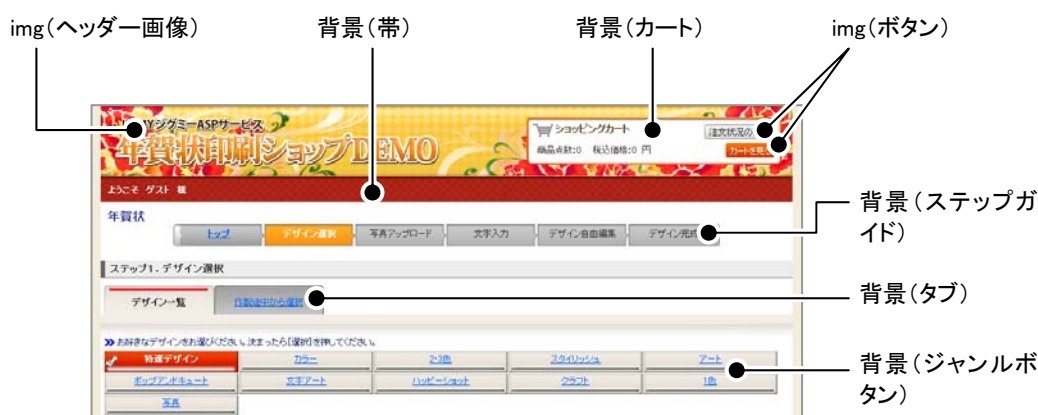 img(ヘッダー画像)
背景(帯)
背景(カート)
img(ボタン)
ジグミーASPサービス
年賀状印刷ショップDEMO
ショッピングカート
商品点数:0 税込価格:0 円
注文状況の
カートを見る
ようこそ ゲスト 様
年賀状
トップ
デザイン選択
写真アップロード
文字入力
デザイン自由編集
デザイン完成
背景(ステップガ
イド)
ステップ1. デザイン選択
デザイン一覧
作製途中から選択
背景(タブ)
お好きなデザインをお選びください。決まったら[選択]を押してください。
特選デザイン
カラー
2-3色
スタイリッシュ
アート
ポップアンドキュート
文字アート
ハッピーショット
クラフト
1色
写真
背景(ジャンルボ
タン)